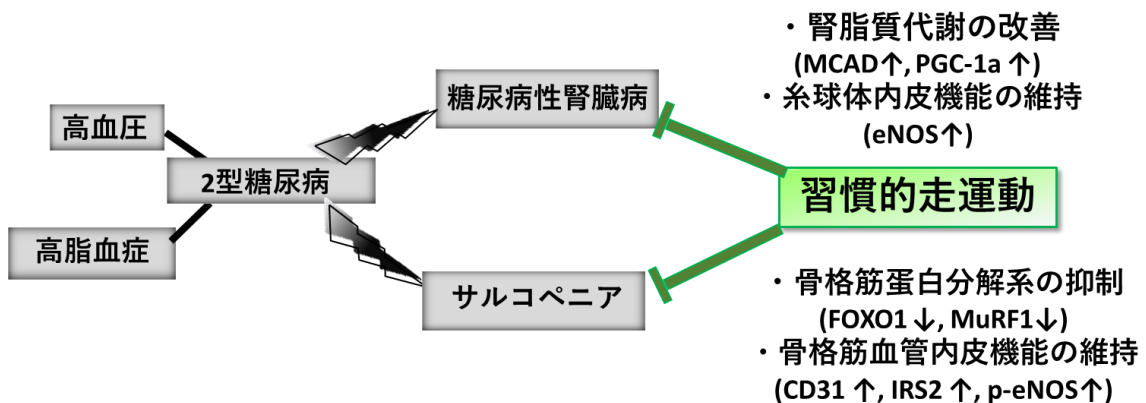 ・腎脂質代謝の改善
(MCAD↑, PGC-1a ↑)
・糸球体内皮機能の維持
(eNOS↑)
糖尿病性腎臓病
高血圧
2型糖尿病
習慣的走運動
高脂血症
サルコペニア
・骨格筋蛋白分解系の抑制
(FOXO1 ↓, MuRF1↓)
・骨格筋血管内皮機能の維持
(CD31 ↑, IRS2 ↑, p-eNOS↑)